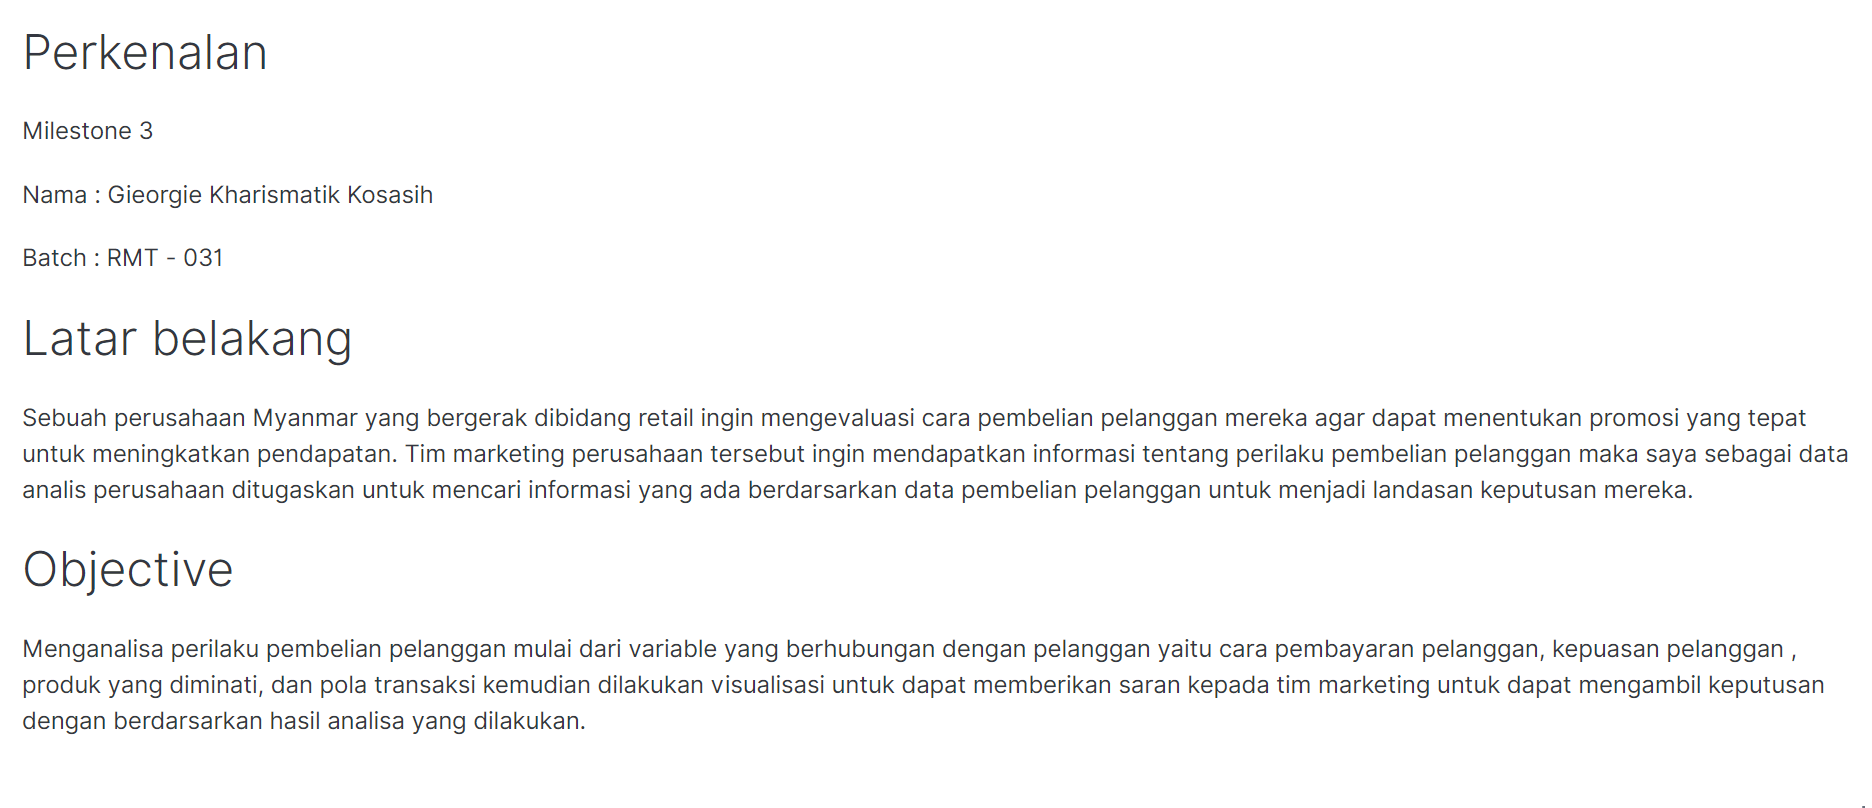 Perkenalan
Milestone 3
Nama : Gieorgie Kharismatik Kosasih
Batch : RMT - 031
Latar belakang
Sebuah perusahaan Myanmar yang bergerak dibidang retail ingin mengevaluasi cara pembelian pelanggan mereka agar dapat menentukan promosi yang tepat
untuk meningkatkan pendapatan. Tim marketing perusahaan tersebut ingin mendapatkan informasi tentang perilaku pembelian pelanggan maka saya sebagai data
analis perusahaan ditugaskan untuk mencari informasi yang ada berdarsarkan data pembelian pelanggan untuk menjadi landasan keputusan mereka.
Objective
Menganalisa perilaku pembelian pelanggan mulai dari variable yang berhubungan dengan pelanggan yaitu cara pembayaran pelanggan, kepuasan pelanggan ,
produk yang diminati, dan pola transaksi kemudian dilakukan visualisasi untuk dapat memberikan saran kepada tim marketing untuk dapat mengambil keputusan
dengan berdarsarkan hasil analisa yang dilakukan.